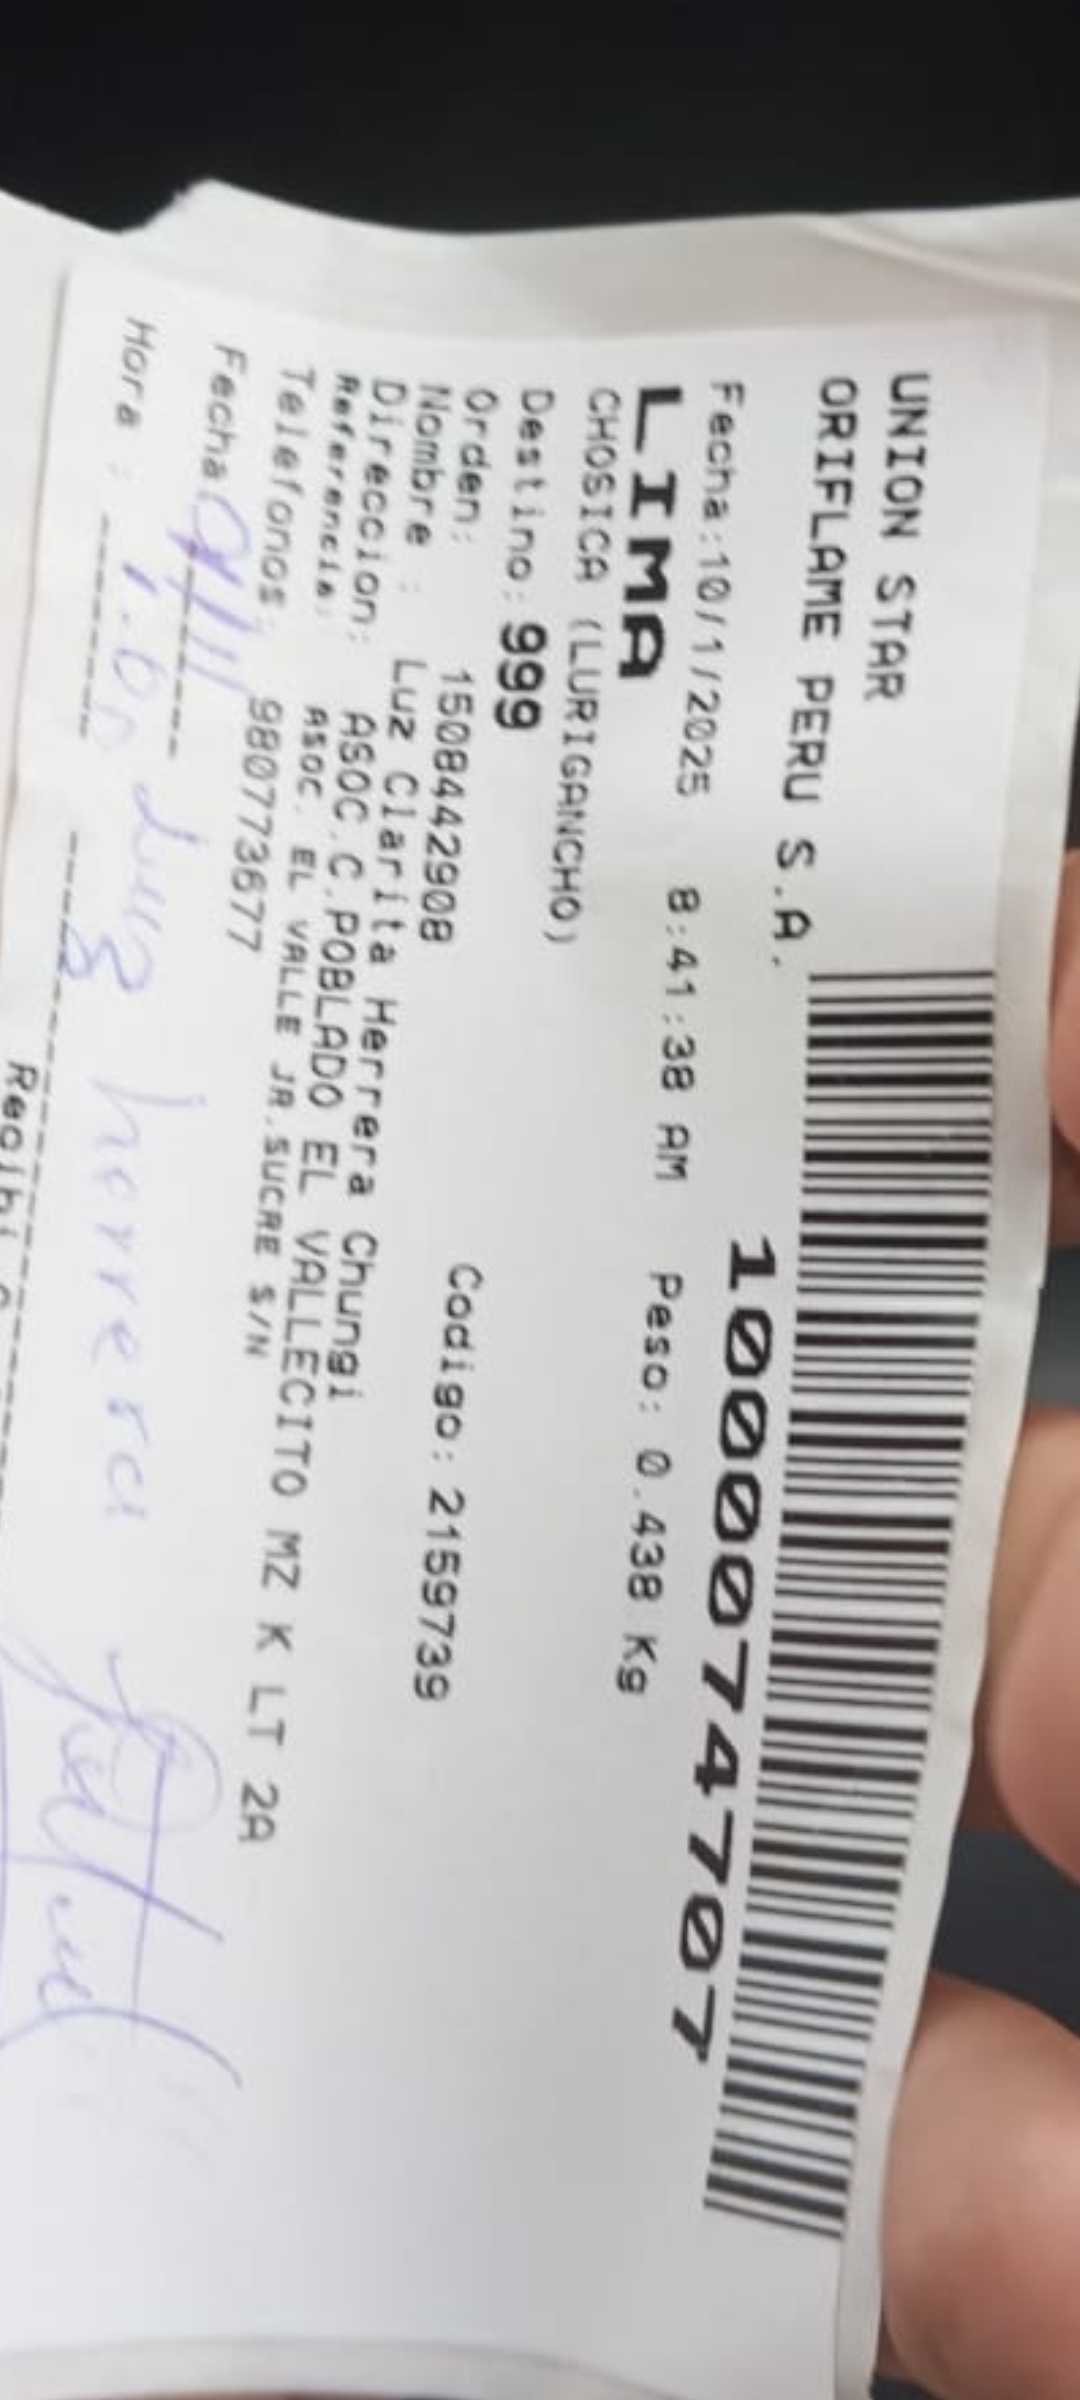 UNION STAR
ORIFLAME PERU S.A.
1000074707
Fecha:10/1/2025 8:41:38 AM Peso: 0.438 Kg
LIMA
CHOSICA (LURIGANCHO)
Destino: 999
Orden: 1508442908 Codigo: 2159739
Nombre : Luz Clarita Herrera Chungi
Direccion: ASOC.C.POBLADO EL VALLECITO MZ K LT 2A
Referencia: ASOC. EL VALLE JR.SUCRE S/N
Telefonos: 980773677
Fecha
Hora :
Luz herrera